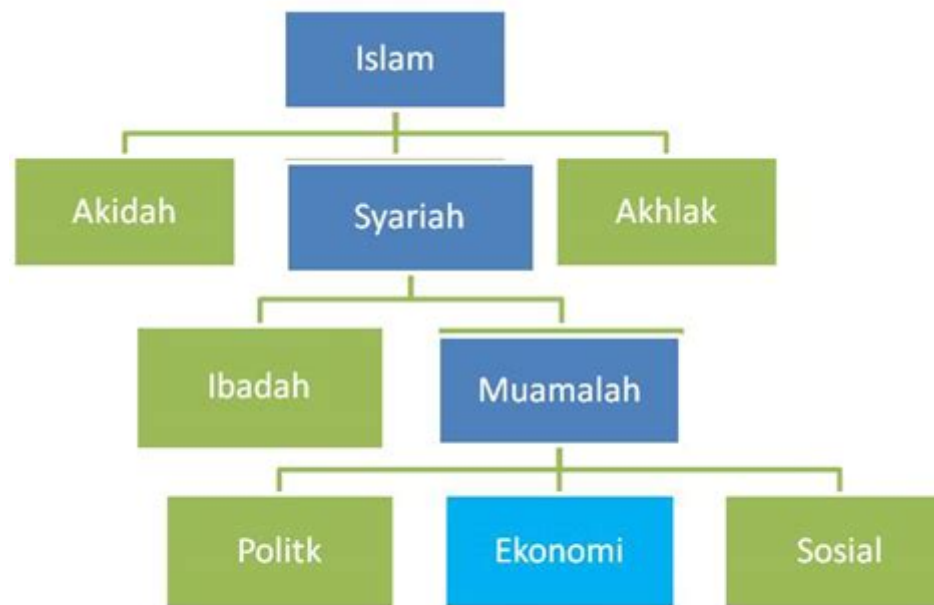 Islam
Akidah
Syariah
Akhlak
Ibadah
Muamalah
Politk
Ekonomi
Sosial